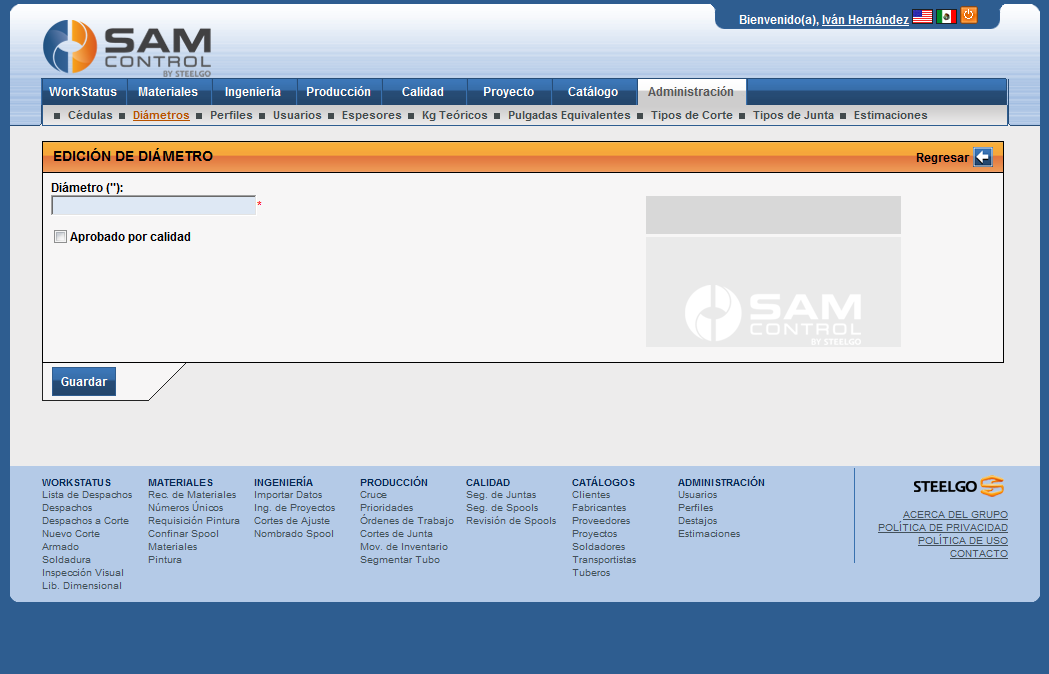 Bienvenido(a), Iván Hernández
SAM
CONTROL
BY STEELGO
WorkStatus Materiales Ingeniería Producción Calidad Proyecto Catálogo Administración
Cédulas Diámetros Perfiles Usuarios Espesores Kg Teóricos Pulgadas Equivalentes Tipos de Corte Tipos de Junta Estimaciones
EDICIÓN DE DIÁMETRO
Regresar
Diámetro ("):
*
Aprobado por calidad
SAM
CONTROL
BY STEELGO
Guardar
WORKSTATUS
Lista de Despachos
Despachos
Despachos a Corte
Nuevo Corte
Armado
Soldadura
Inspección Visual
Lib. Dimensional
MATERIALES
Rec. de Materiales
Números Únicos
Requisición Pintura
Confinar Spool
Materiales
Pintura
INGENIERÍA
Importar Datos
Ing. de Proyectos
Cortes de Ajuste
Nombrado Spool
PRODUCCIÓN
Cruce
Prioridades
Órdenes de Trabajo
Cortes de Junta
Mov. de Inventario
Segmentar Tubo
CALIDAD
Seg. de Juntas
Seg. de Spools
Revisión de Spools
CATÁLOGOS
Clientes
Fabricantes
Proveedores
Proyectos
Soldadores
Transportistas
Tuberos
ADMINISTRACIÓN
Usuarios
Perfiles
Destajos
Estimaciones
STEELGO
ACERCA DEL GRUPO
POLÍTICA DE PRIVACIDAD
POLÍTICA DE USO
CONTACTO